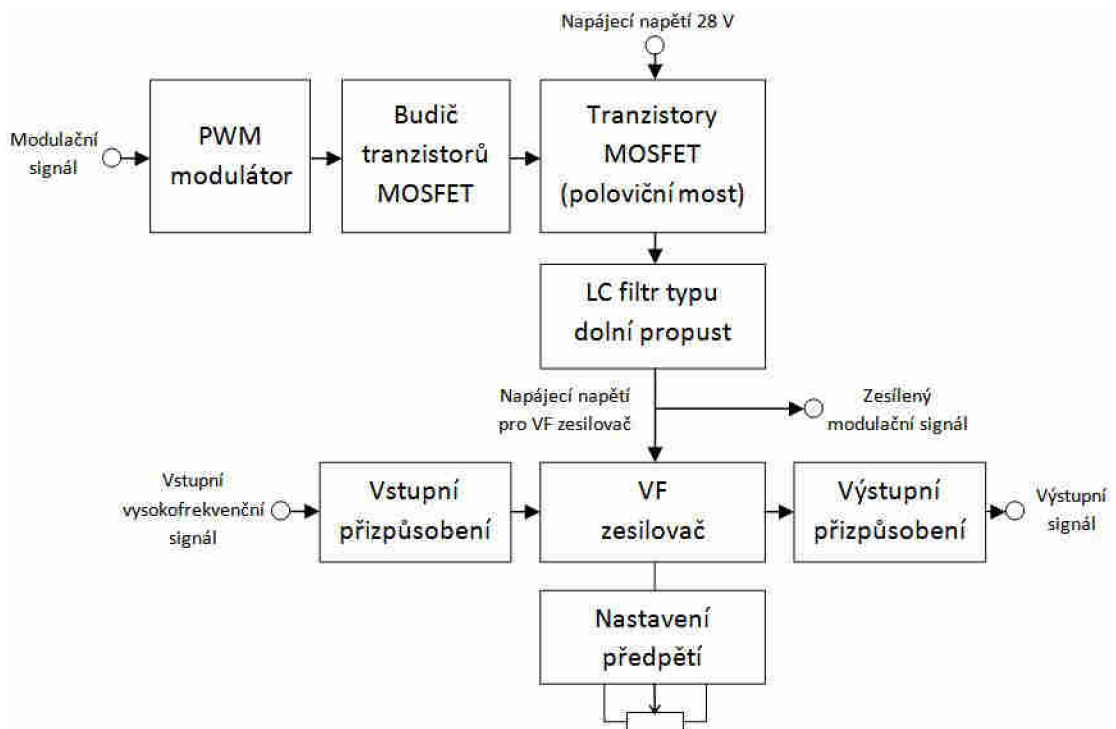 Napájecí napětí 28 V
Modulační
signál
PWM
modulátor
Budič
tranzistorů
MOSFET
Tranzistory
MOSFET
(poloviční most)
LC filtr typu
dolní propust
Napájecí napětí
pro VF zesilovač
Zesílený
modulační signál
Vstupní
vysokofrekvenční
signál
Vstupní
přizpůsobení
VF
zesilovač
Výstupní
přizpůsobení
Výstupní
signál
Nastavení
předpětí